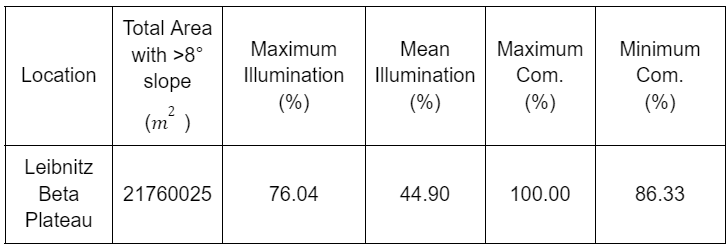 Location
Total Area
with >8°
slope
(m² )
Maximum
Illumination
(%)
Mean
Illumination
(%)
Maximum
Com.
(%)
Minimum
Com.
(%)
Leibnitz
Beta
Plateau
21760025
76.04
44.90
100.00
86.33